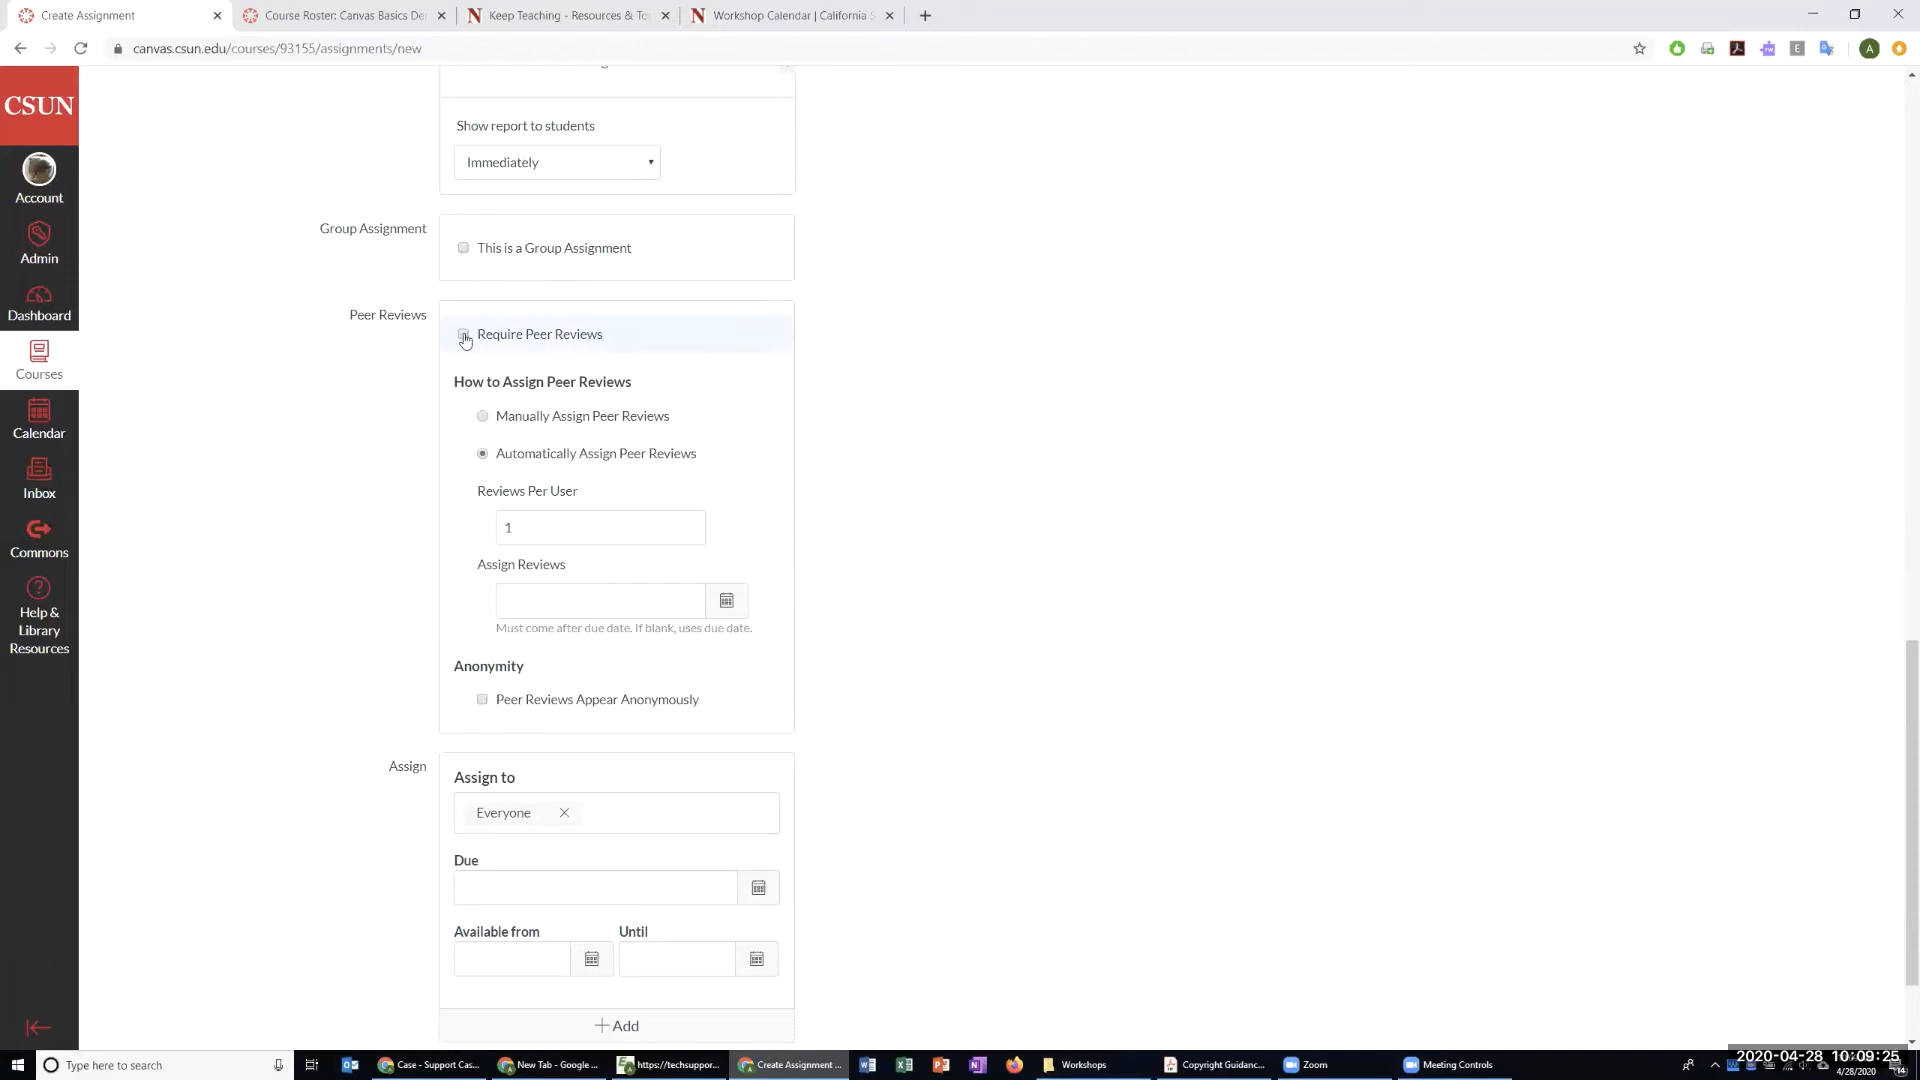 Create Assignment
Course Roster: Canvas Basics De
Keep Teaching - Resources & To
Workshop Calendar | California S
canvas.csun.edu/courses/93155/assignments/new
E
A
CSUN
Account
Admin
Dashboard
Courses
Calendar
Inbox
Commons
Help &
Library
Resources
Show report to students
Immediately
Group Assignment
This is a Group Assignment
Peer Reviews
Require Peer Reviews
How to Assign Peer Reviews
Manually Assign Peer Reviews
Automatically Assign Peer Reviews
Reviews Per User
1
Assign Reviews
Must come after due date. If blank, uses due date.
Anonymity
Peer Reviews Appear Anonymously
Assign
Assign to
Everyone
Due
Available from
Until
Add
Type here to search
Case - Support Cas...
New Tab - Google ...
https://techsuppor...
Create Assignment ...
Workshops
Copyright Guidanc...
Zoom
Meeting Controls
2020-04-28 10:09:25
4/28/2020